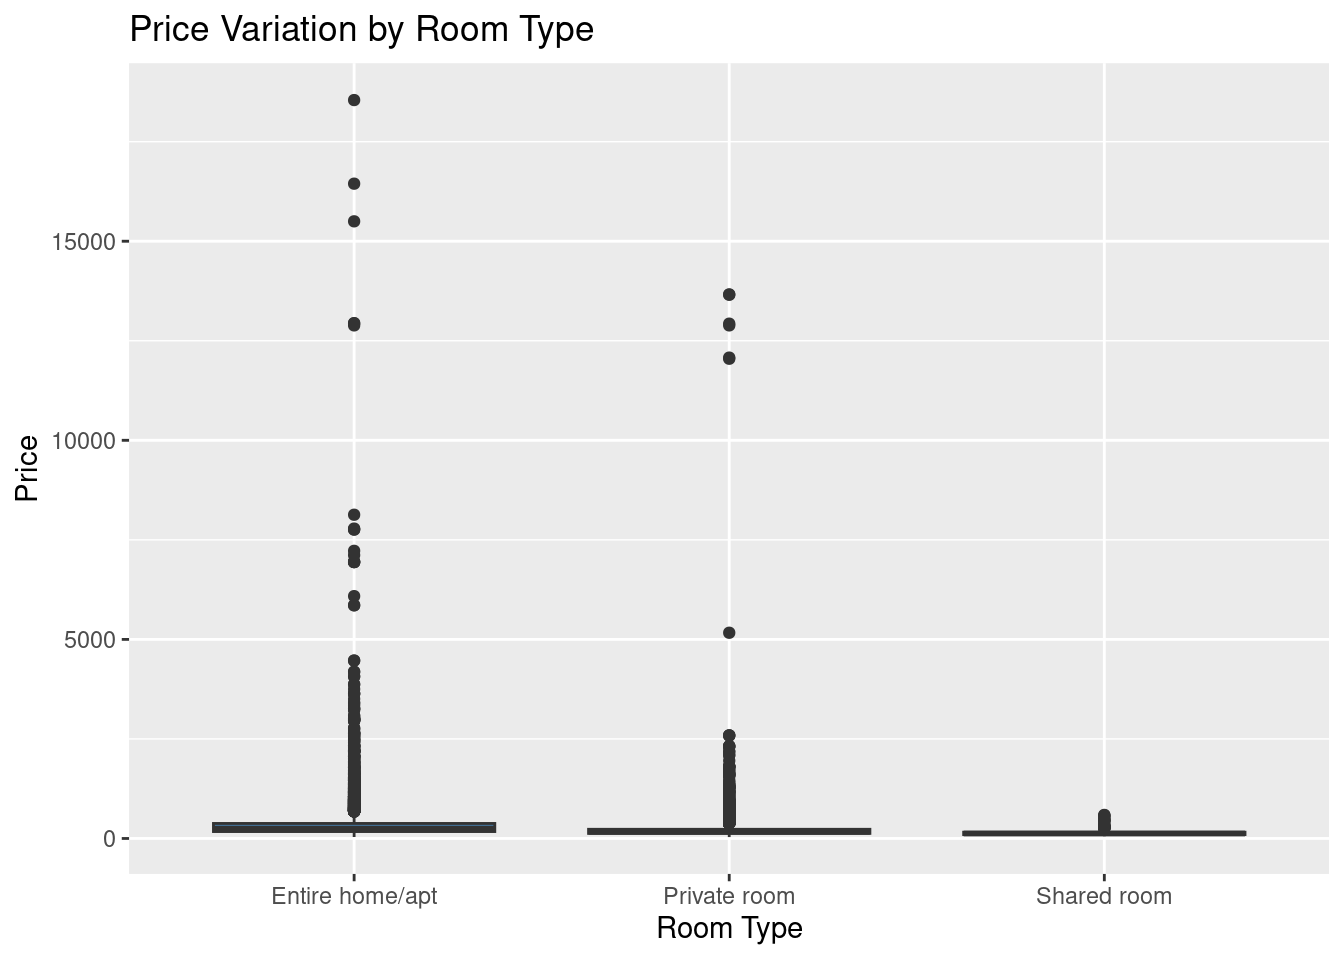 Price Variation by Room Type
15000
10000
5000
0
Price
Entire home/apt
Private room
Shared room
Room Type